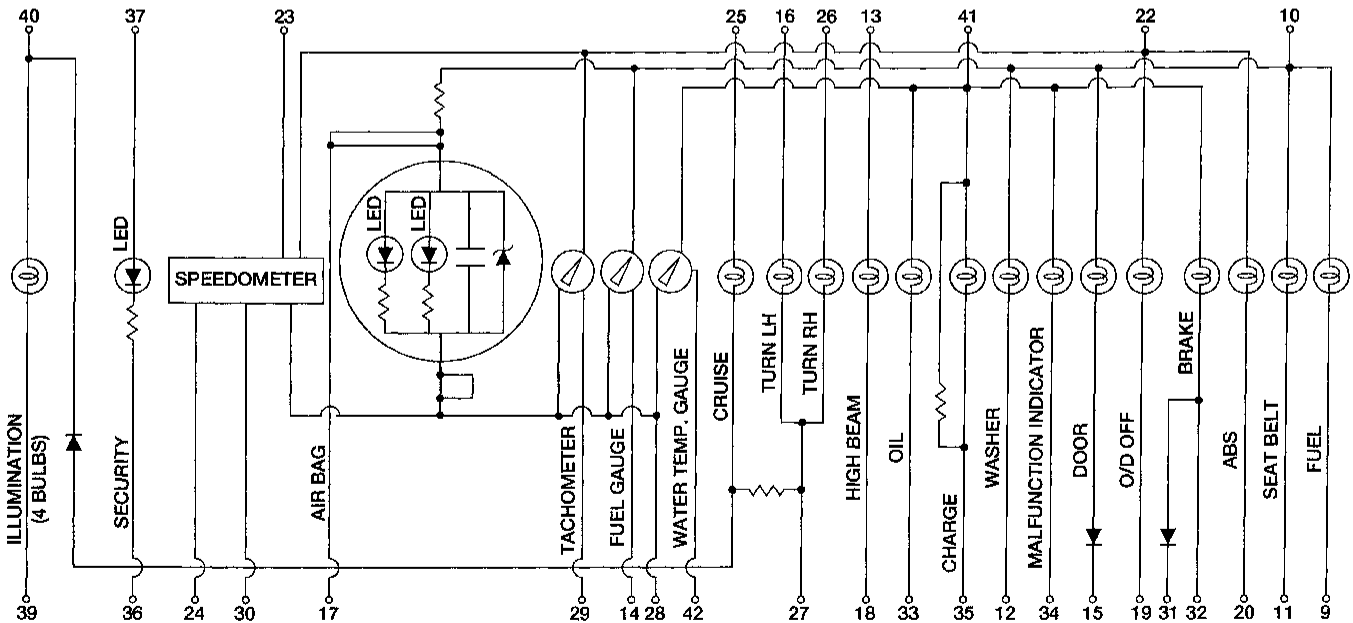 40 37 23 25 16 26 13 41 22 10
LED
LED
LED
SPEEDOMETER
ILLUMINATION
(4 BULBS)
SECURITY
AIR BAG
TACHOMETER
FUEL GAUGE
WATER TEMP. GAUGE
CRUISE
TURN LH
TURN RH
HIGH BEAM
OIL
CHARGE
WASHER
MALFUNCTION INDICATOR
DOOR
O/D OFF
BRAKE
ABS
SEAT BELT
FUEL
39 36 24 30 17 29 14 28 42 27 18 33 35 12 34 15 19 31 32 20 11 9